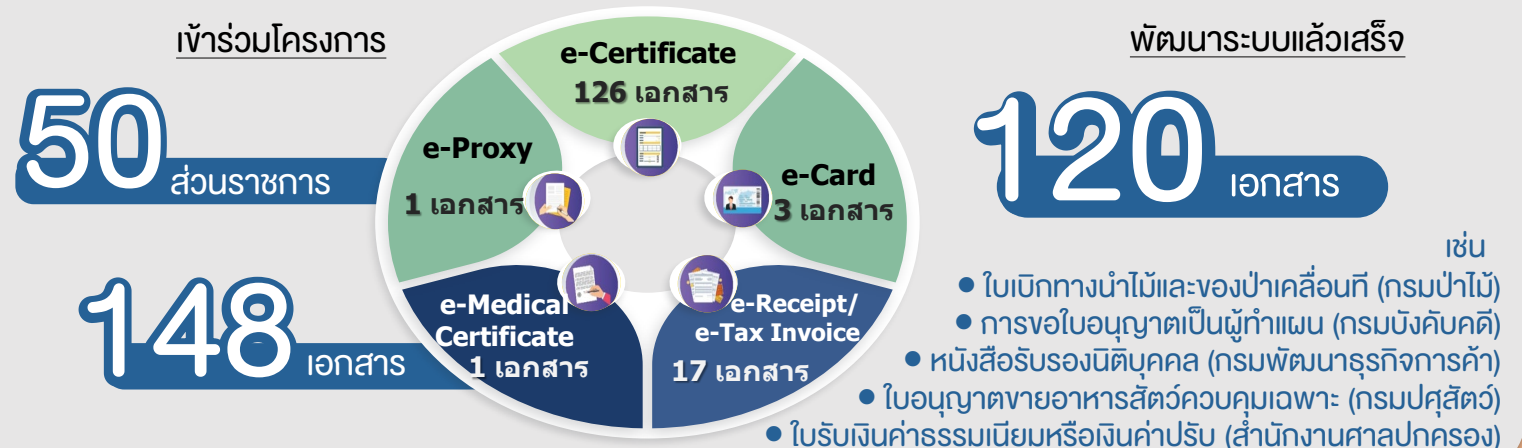 เข้าร่วมโครงการ
50 ส่วนราชการ
148 เอกสาร
e-Certificate
126 เอกสาร
e-Proxy
1 เอกสาร
e-Card
3 เอกสาร
e-Medical
Certificate
1 เอกสาร
e-Receipt/
e-Tax Invoice
17 เอกสาร
พัฒนาระบบแล้วเสร็จ
120 เอกสาร
เช่น
● ใบเบิกทางนำไม้และของป่าเคลื่อนที่ (กรมป่าไม้)
● การขอใบอนุญาตเป็นผู้ทำแผน (กรมบังคับคดี)
● หนังสือรับรองนิติบุคคล (กรมพัฒนาธุรกิจการค้า)
● ใบอนุญาตขายอาหารสัตว์ควบคุมเฉพาะ (กรมปศุสัตว์)
● ใบรับเงินค่าธรรมเนียมหรือเงินค่าปรับ (สำนักงานศาลปกครอง)